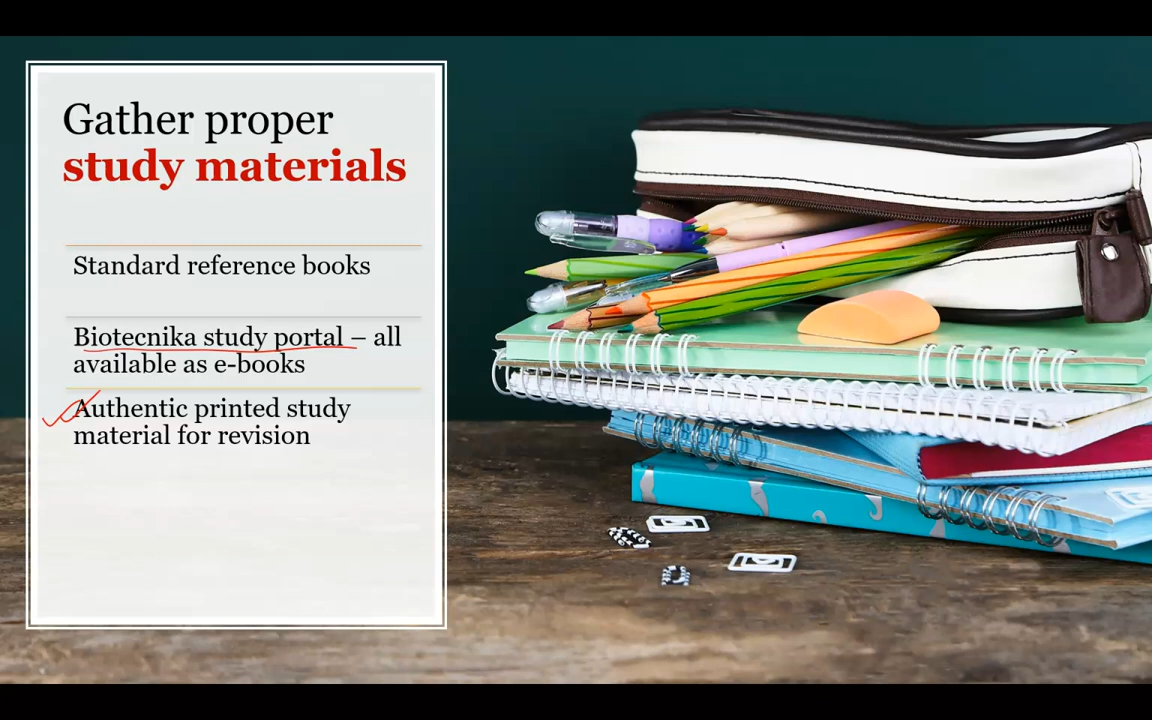 Gather proper
study materials
Standard reference books
Biotecnika study portal – all
available as e-books
Authentic printed study
material for revision